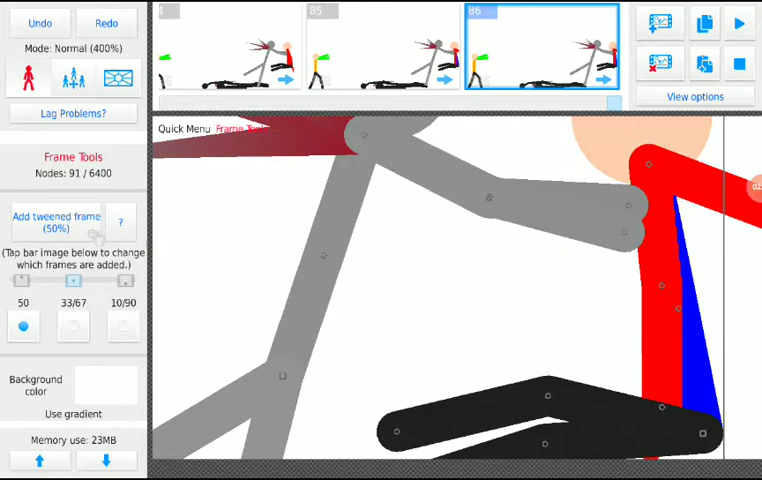 Undo
Redo
Mode: Normal (400%)
Lag Problems?
Frame Tools
Nodes: 91 / 6400
Add tweened frame
(50%)
?
(Tap bar image below to change
which frames are added.)
50
33/67
10/90
Background
color
Use gradient
Memory use: 23MB
85
86
View options
Quick Menu
Frame Tools